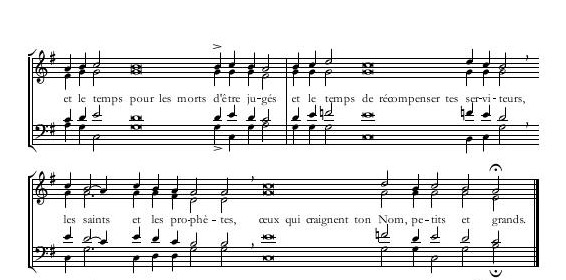 et le temps pour les morts d'être ju-gés et le temps de récompenser tes ser-vi-teurs,
les saints et les pro-phè-tes, ceux qui craignent ton Nom, pe-tits et grands.